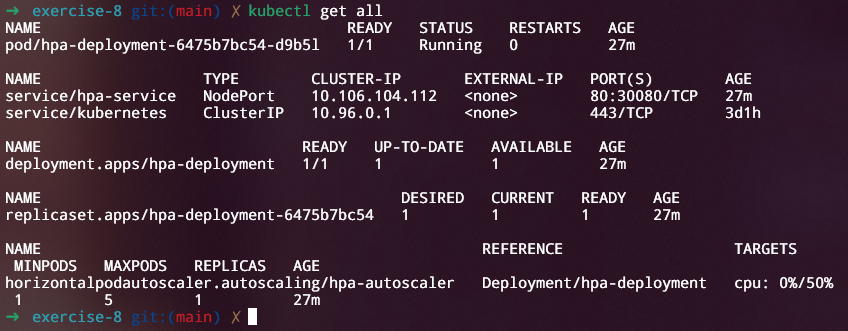 ➜ exercise-8 git:(main) ✗ kubectl get all
NAME READY STATUS RESTARTS AGE
pod/hpa-deployment-6475b7bc54-d9b5l 1/1 Running 0 27m
NAME TYPE CLUSTER-IP EXTERNAL-IP PORT(S) AGE
service/hpa-service NodePort 10.106.104.112 <none> 80:30080/TCP 27m
service/kubernetes ClusterIP 10.96.0.1 <none> 443/TCP 3d1h
NAME READY UP-TO-DATE AVAILABLE AGE
deployment.apps/hpa-deployment 1/1 1 1 27m
NAME DESIRED CURRENT READY AGE
replicaset.apps/hpa-deployment-6475b7bc54 1 1 1 27m
NAME REFERENCE TARGETS
MINPODS MAXPODS REPLICAS AGE
horizontalpodautoscaler.autoscaling/hpa-autoscaler Deployment/hpa-deployment cpu: 0%/50%
1 5 1 27m
➜ exercise-8 git:(main) ✗